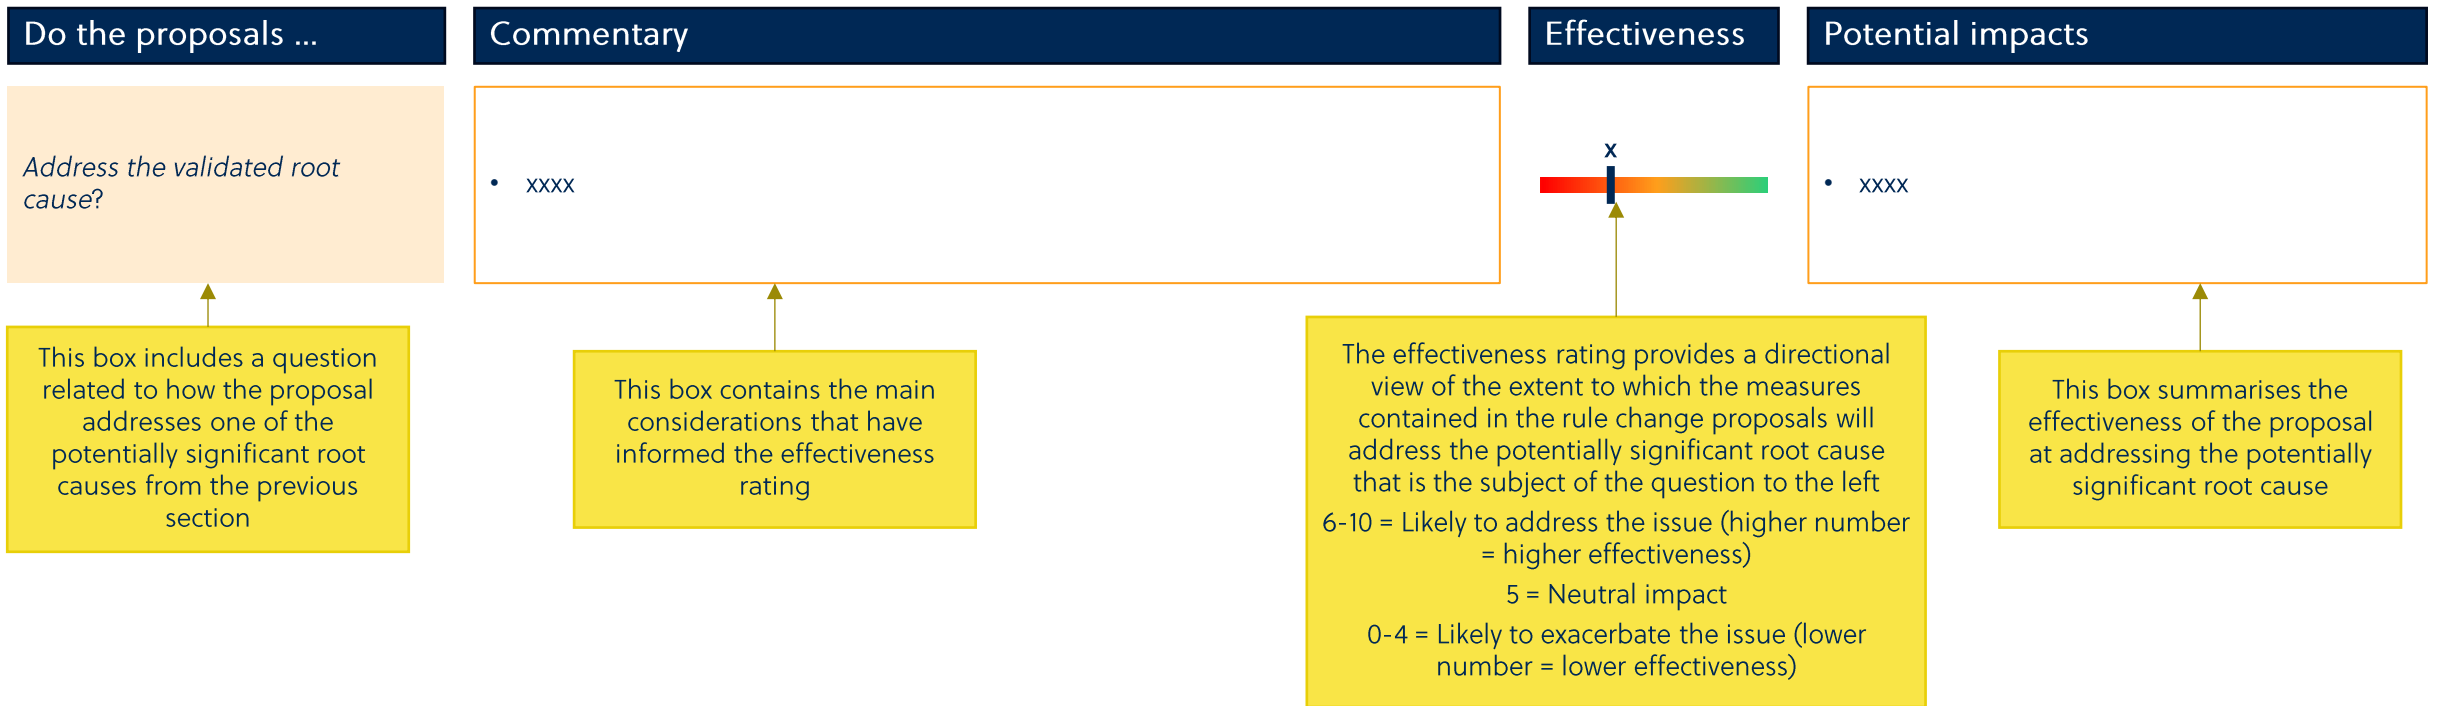 Do the proposals ...
Commentary
Effectiveness
Potential impacts
Address the validated root
cause?
• xxxx
x
• xxxx
This box includes a question
related to how the proposal
addresses one of the
potentially significant root
causes from the previous
section
This box contains the main
considerations that have
informed the effectiveness
rating
The effectiveness rating provides a directional
view of the extent to which the measures
contained in the rule change proposals will
address the potentially significant root cause
that is the subject of the question to the left
6-10 = Likely to address the issue (higher number
= higher effectiveness)
5 = Neutral impact
0-4 = Likely to exacerbate the issue (lower
number = lower effectiveness)
This box summarises the
effectiveness of the proposal
at addressing the potentially
significant root cause